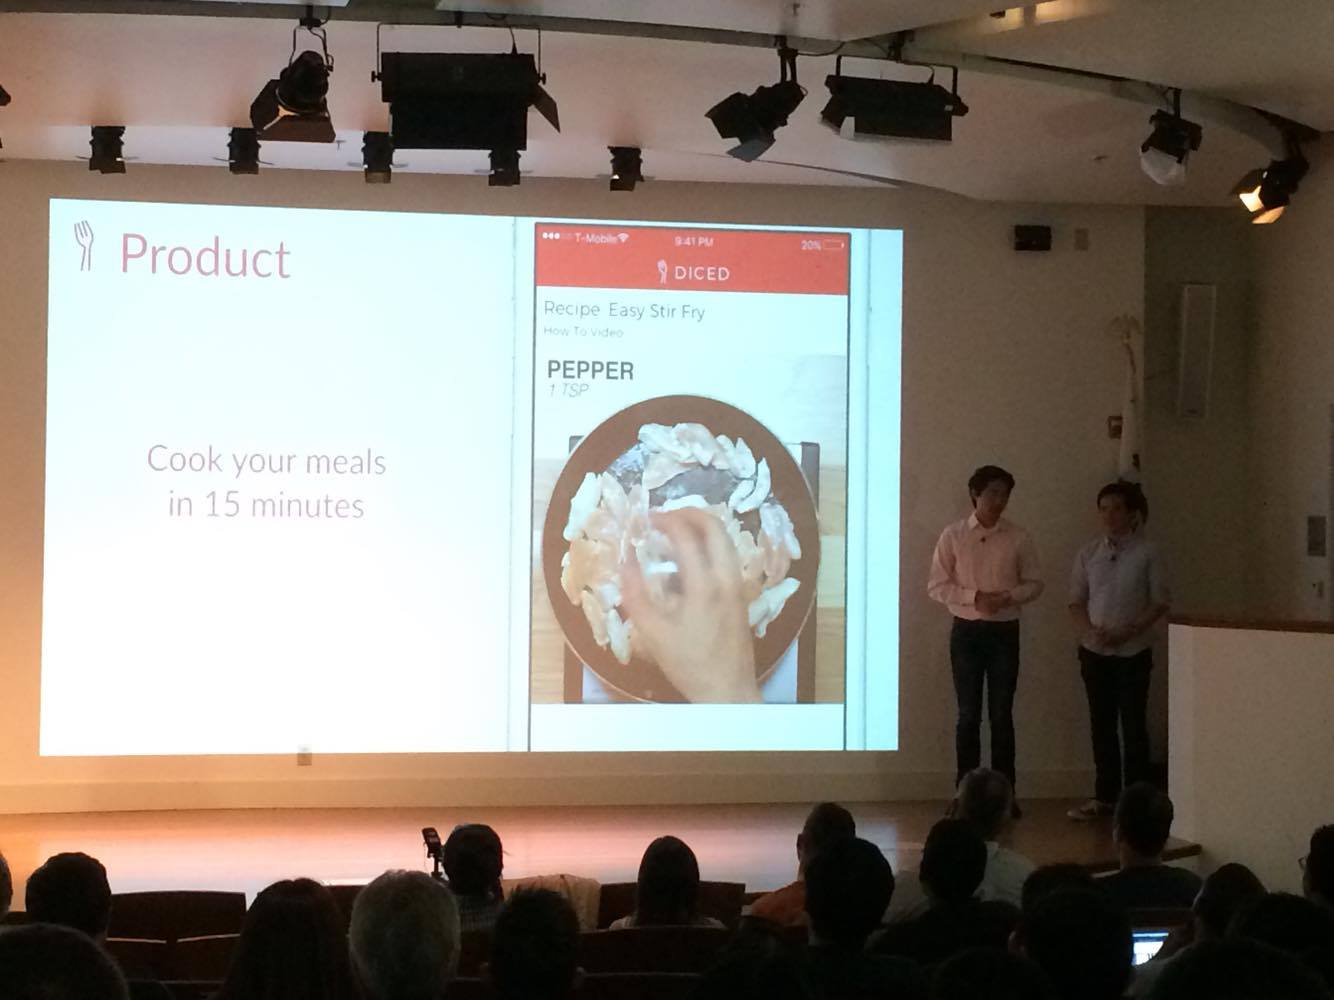 Product
Cook your meals
in 15 minutes
T-Mobile 9:41 PM 20%
DICED
Recipe Easy Stir Fry
How To Video
PEPPER
1 TSP